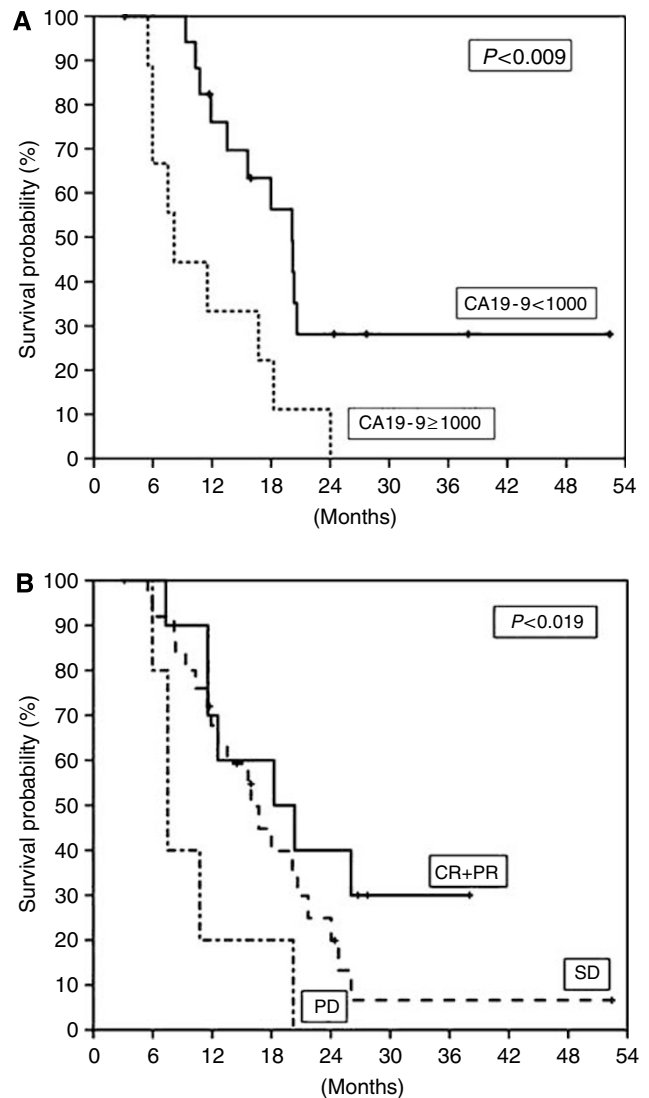 A
Survival probability (%)
100
90
80
70
60
50
40
30
20
10
0
P<0.009
CA19-9<1000
CA19-9≥1000
0 6 12 18 24 30 36 42 48 54
(Months)
B
Survival probability (%)
100
90
80
70
60
50
40
30
20
10
0
P<0.019
CR+PR
SD
PD
0 6 12 18 24 30 36 42 48 54
(Months)